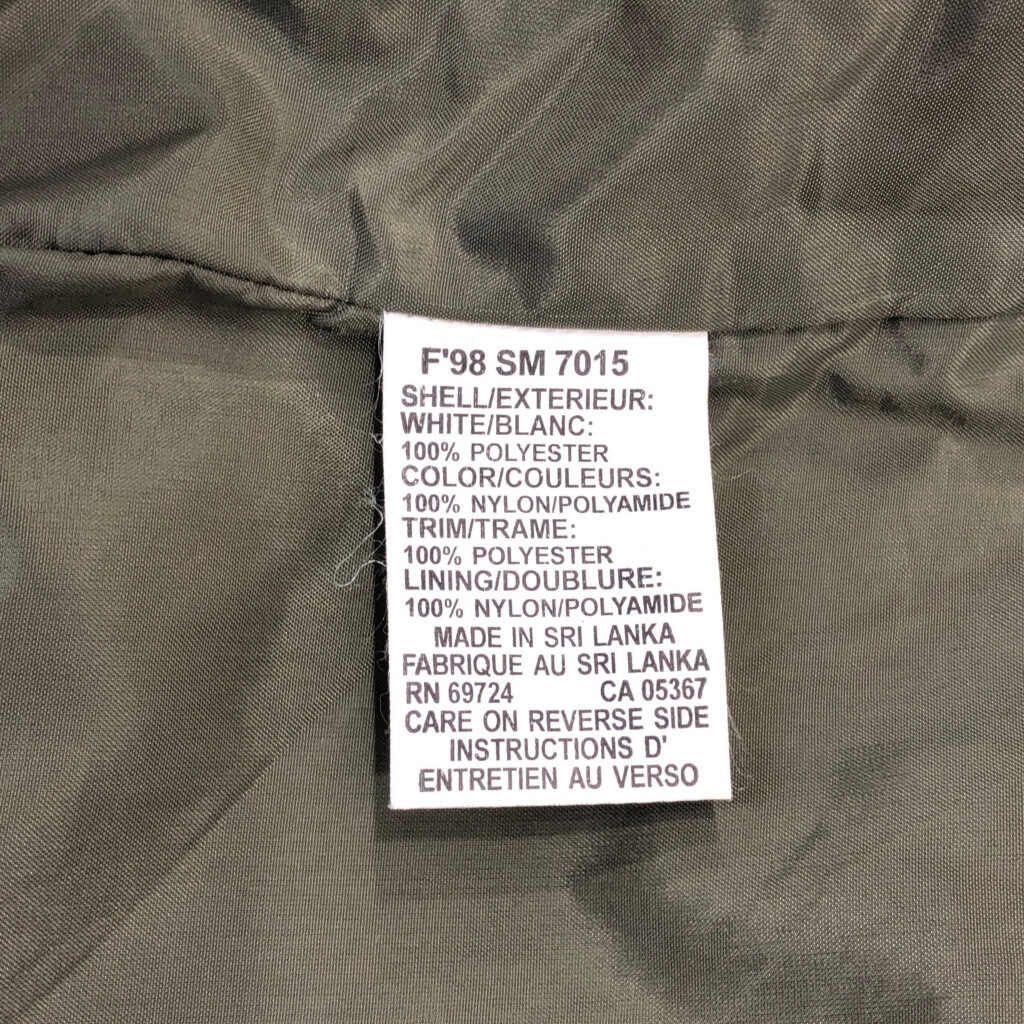 F'98 SM 7015
SHELL/EXTERIEUR:
WHITE/BLANC:
100% POLYESTER
COLOR/COULEURS:
100% NYLON/POLYAMIDE
TRIM/TRAME:
100% POLYESTER
LINING/DOUBLURE:
100% NYLON/POLYAMIDE
MADE IN SRI LANKA
FABRIQUE AU SRI LANKA
RN 69724 CA 05367
CARE ON REVERSE SIDE
INSTRUCTIONS D'
ENTRETIEN AU VERSO